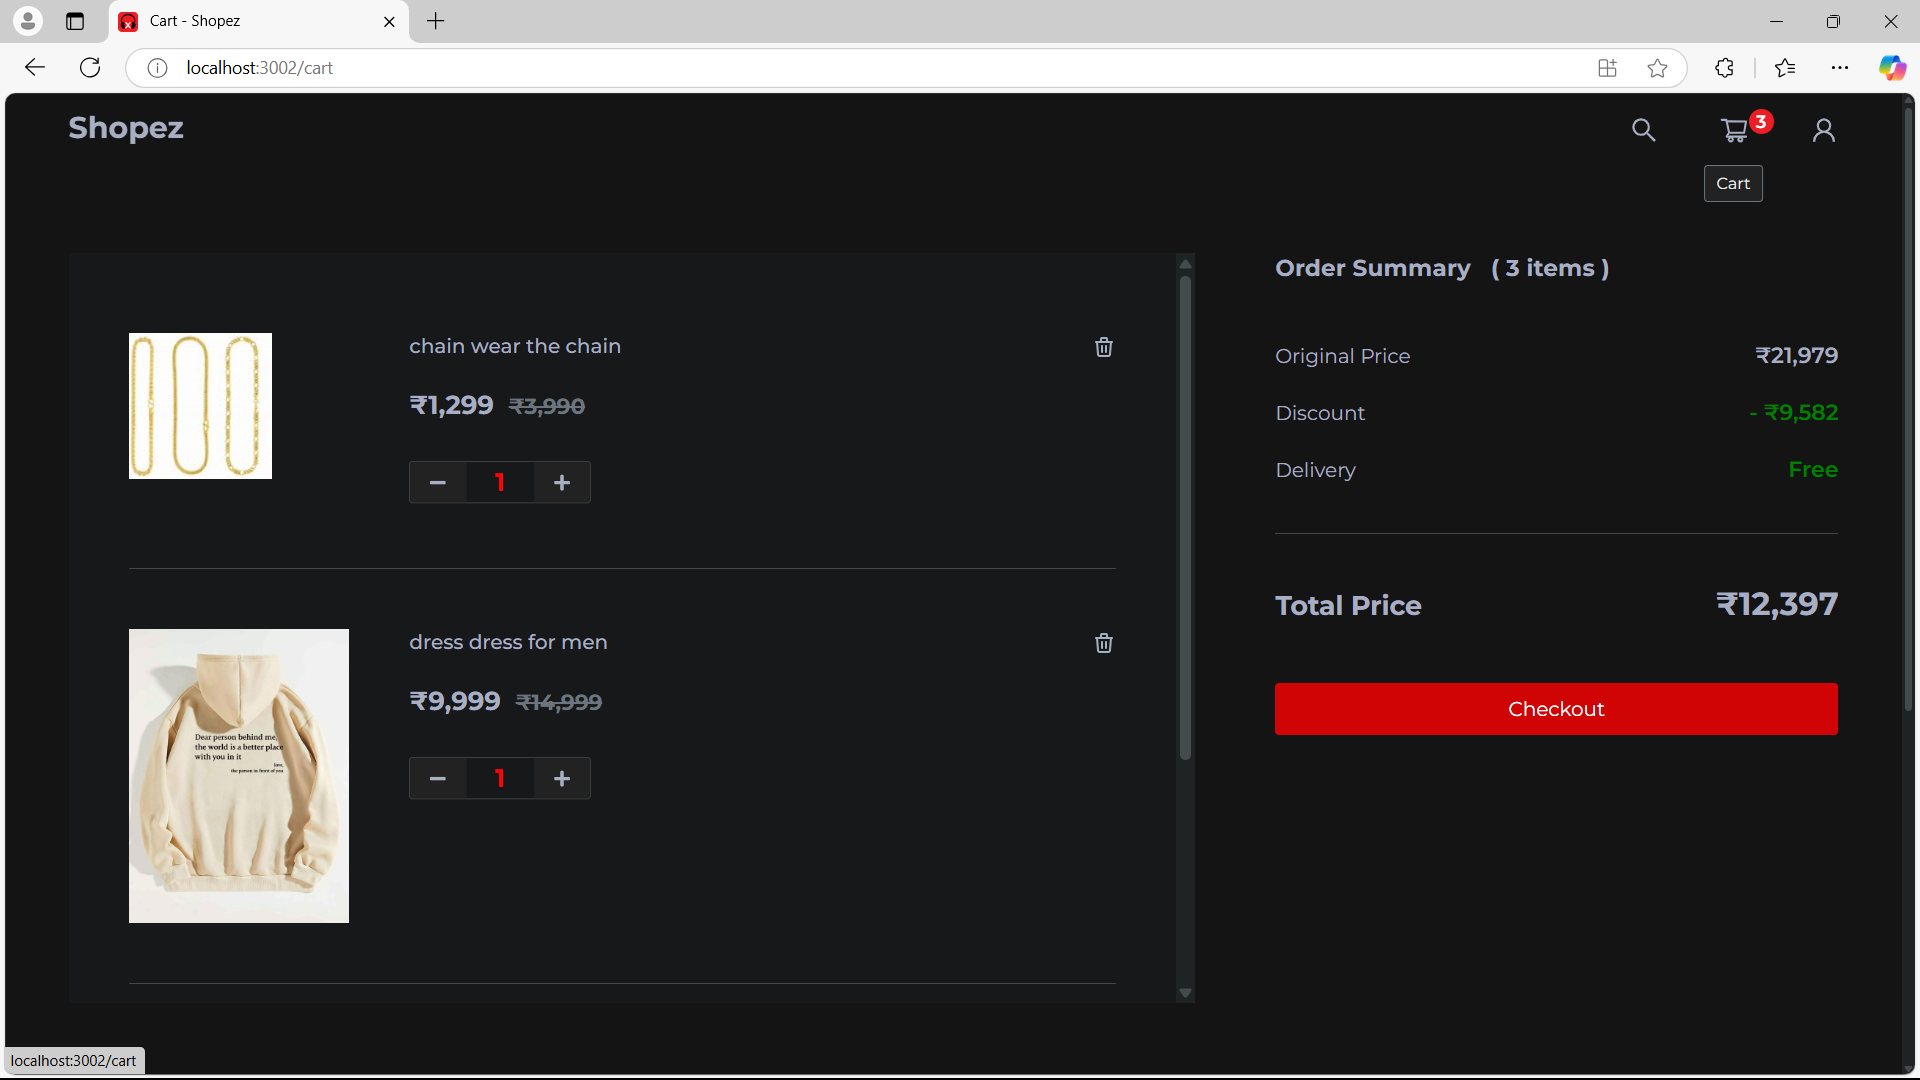 Cart - Shopez
localhost:3002/cart
Shopez
3
Cart
chain wear the chain
₹1,299 ₹3,990
− 1 +
dress dress for men
₹9,999 ₹14,999
− 1 +
Dear person behind me,
the world is a better place
with you in it
love,
the person in front of you
Order Summary ( 3 items )
Original Price ₹21,979
Discount - ₹9,582
Delivery Free
Total Price ₹12,397
Checkout
localhost:3002/cart